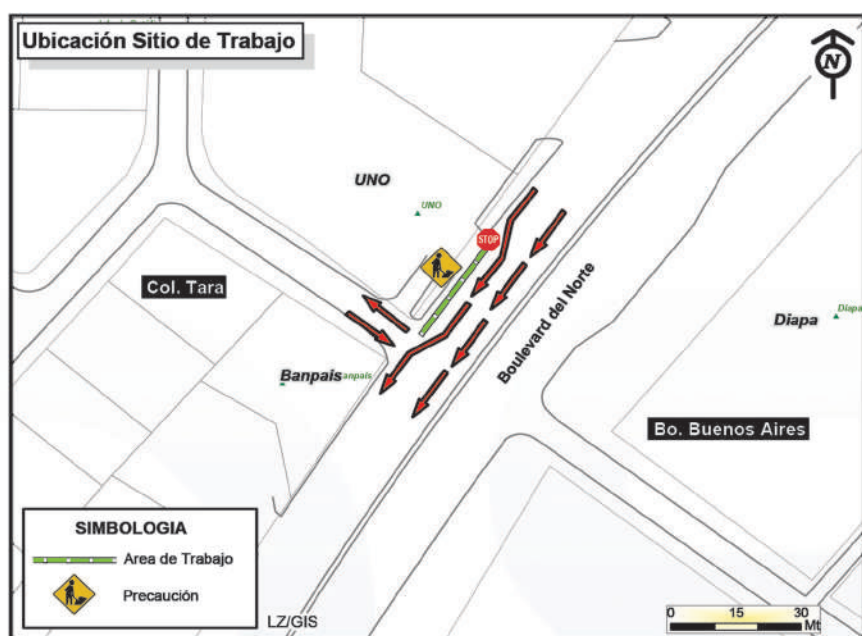 Ubicación Sitio de Trabajo
N
UNO
UNO
STOP
Col. Tara
Boulevard del Norte
Diapa
Diapa
Banpais
anpais
Bo. Buenos Aires
SIMBOLOGIA
Area de Trabajo
Precaución
LZ/GIS
0 15 30
Mt